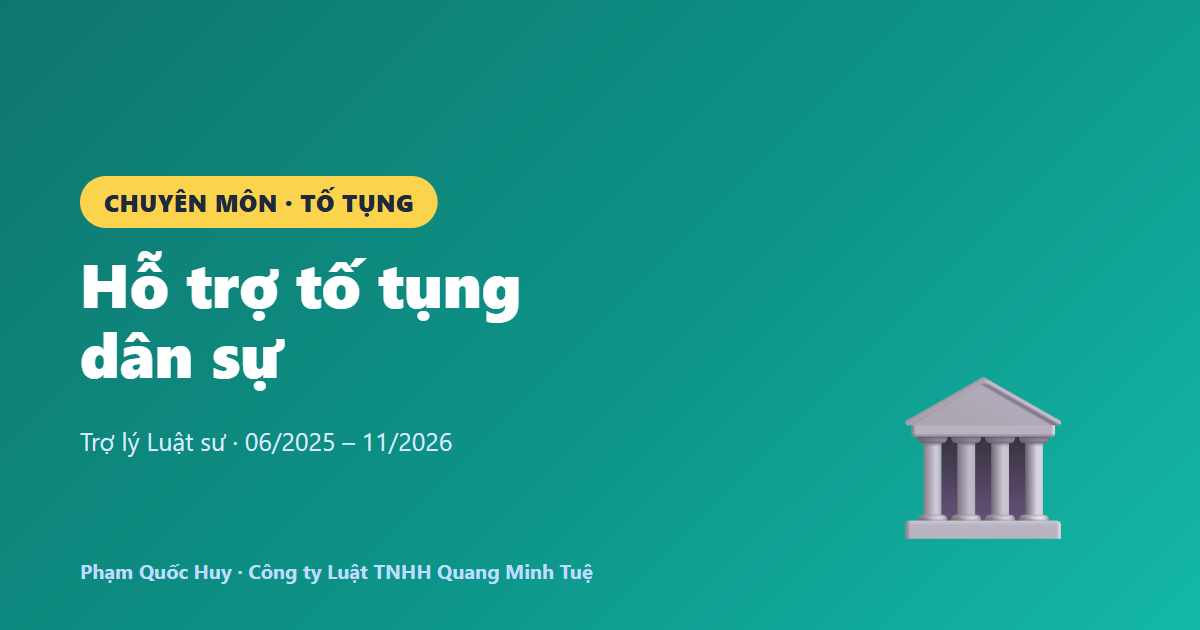 CHUYÊN MÔN · TỐ TỤNG
Hỗ trợ tố tụng
dân sự
Trợ lý Luật sư · 06/2025 – 11/2026
Phạm Quốc Huy · Công ty Luật TNHH Quang Minh Tuệ